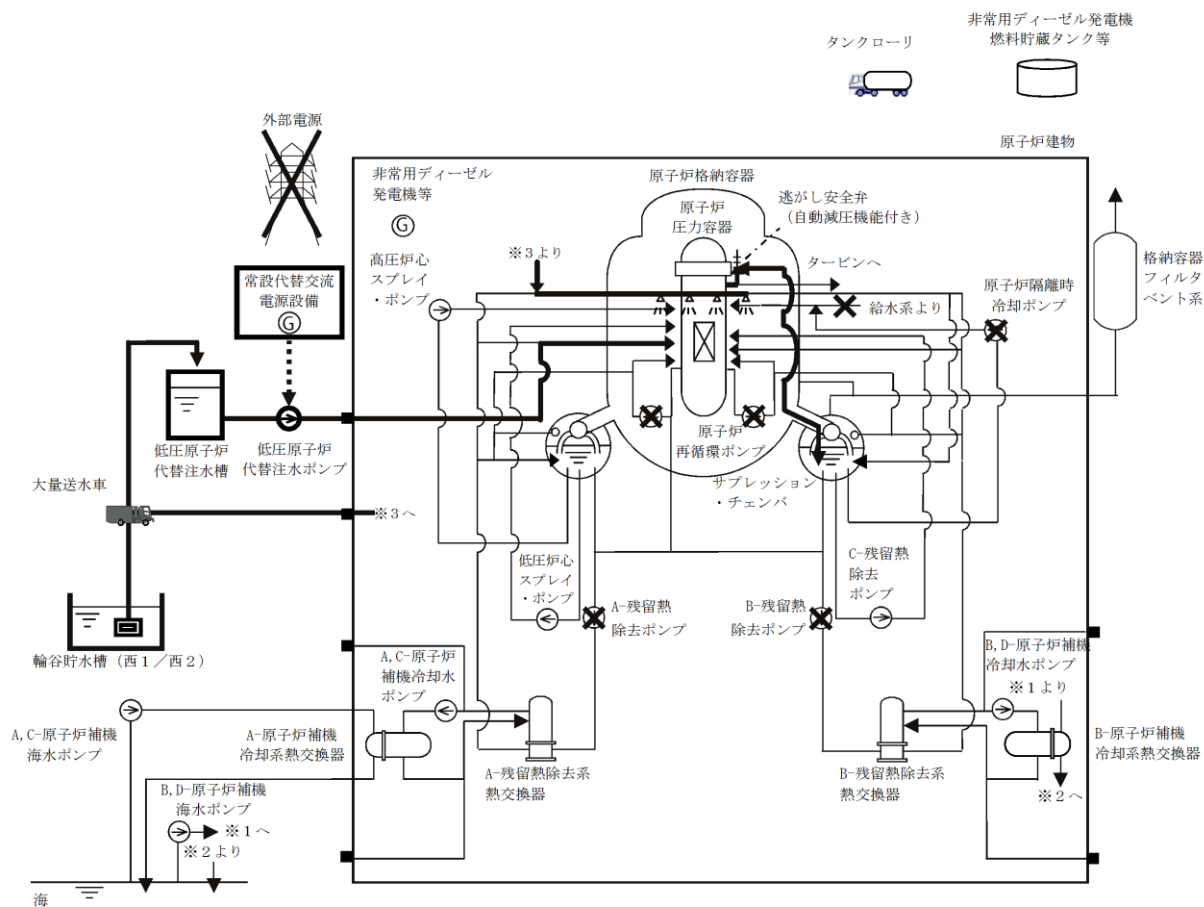 タンクローリ
非常用ディーゼル発電機
燃料貯蔵タンク等
外部電源
原子炉建物
非常用ディーゼル
発電機等
G
原子炉格納容器
原子炉
圧力容器
逃がし安全弁
(自動減圧機能付き)
※3より
タービンへ
高圧炉心
スプレイ
・ポンプ
常設代替交流
電源設備
G
給水系より
原子炉隔離時
冷却ポンプ
格納容器
フィルタ
ベント系
低圧原子炉
代替注水槽
低圧原子炉
代替注水ポンプ
原子炉
再循環ポンプ
サプレッション
・チェンバ
大量送水車
※3へ
低圧炉心
スプレイ
・ポンプ
A-残留熱
除去ポンプ
B-残留熱
除去ポンプ
C-残留熱
除去
ポンプ
輪谷貯水槽(西1/西2)
A,C-原子炉
補機冷却水
ポンプ
B,D-原子炉補機
冷却水ポンプ
※1より
A,C-原子炉補機
海水ポンプ
A-原子炉補機
冷却系熱交換器
A-残留熱除去系
熱交換器
B-残留熱除去系
熱交換器
B-原子炉補機
冷却系熱交換器
※2へ
B,D-原子炉補機
海水ポンプ
※1へ
※2より
海